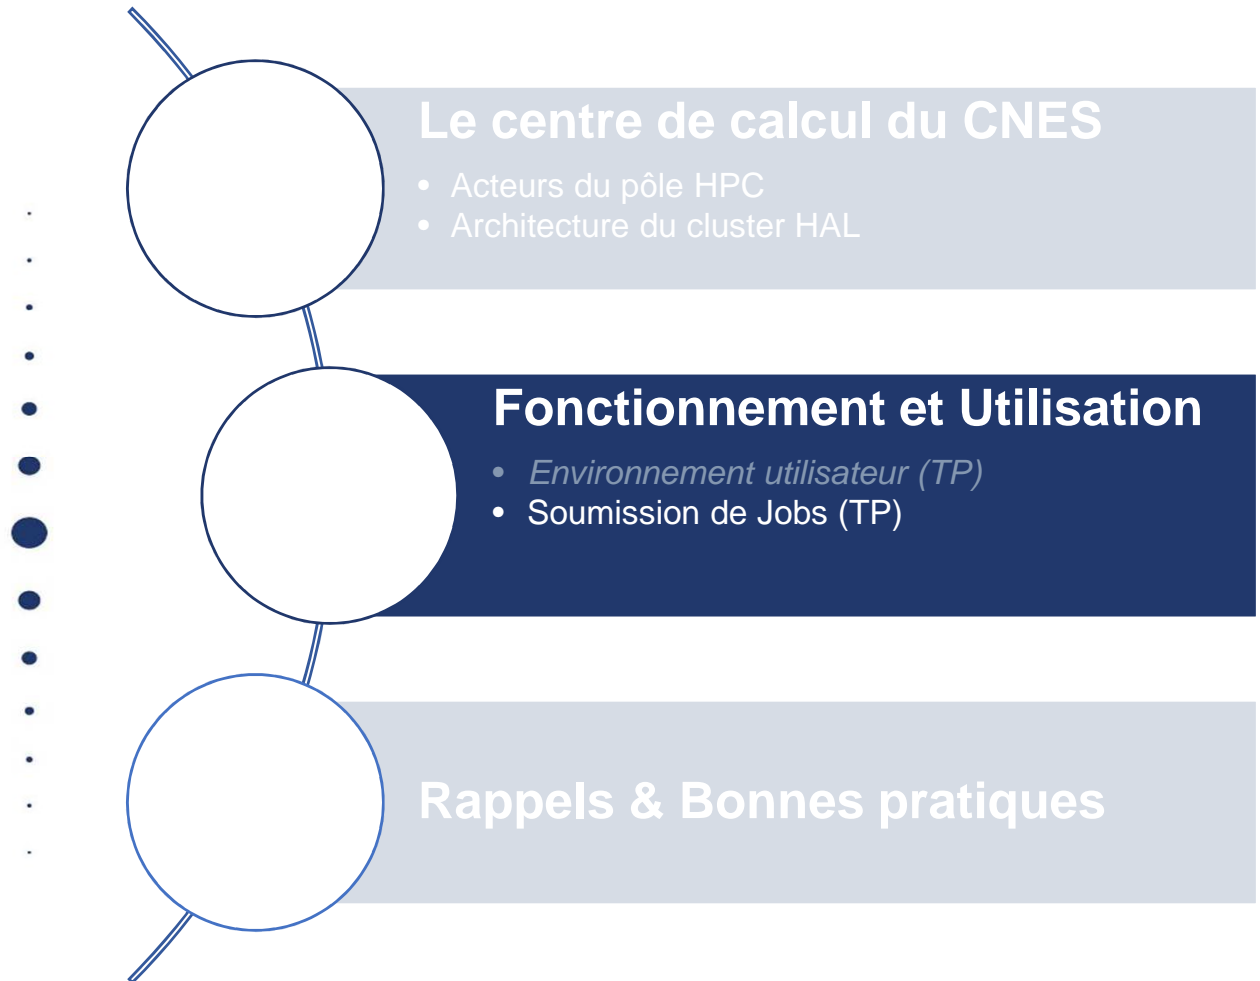 Le centre de calcul du CNES
• Acteurs du pôle HPC
• Architecture du cluster HAL
Fonctionnement et Utilisation
• Environnement utilisateur (TP)
• Soumission de Jobs (TP)
Rappels & Bonnes pratiques